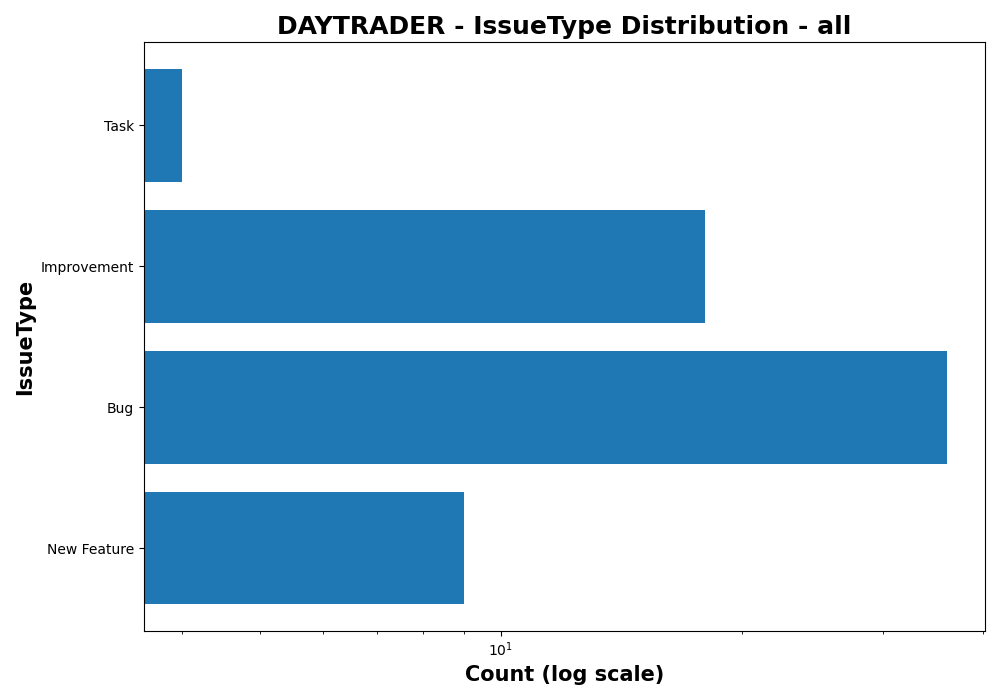 DAYTRADER - IssueType Distribution - all
Task
Improvement
Bug
New Feature
IssueType
10¹
Count (log scale)